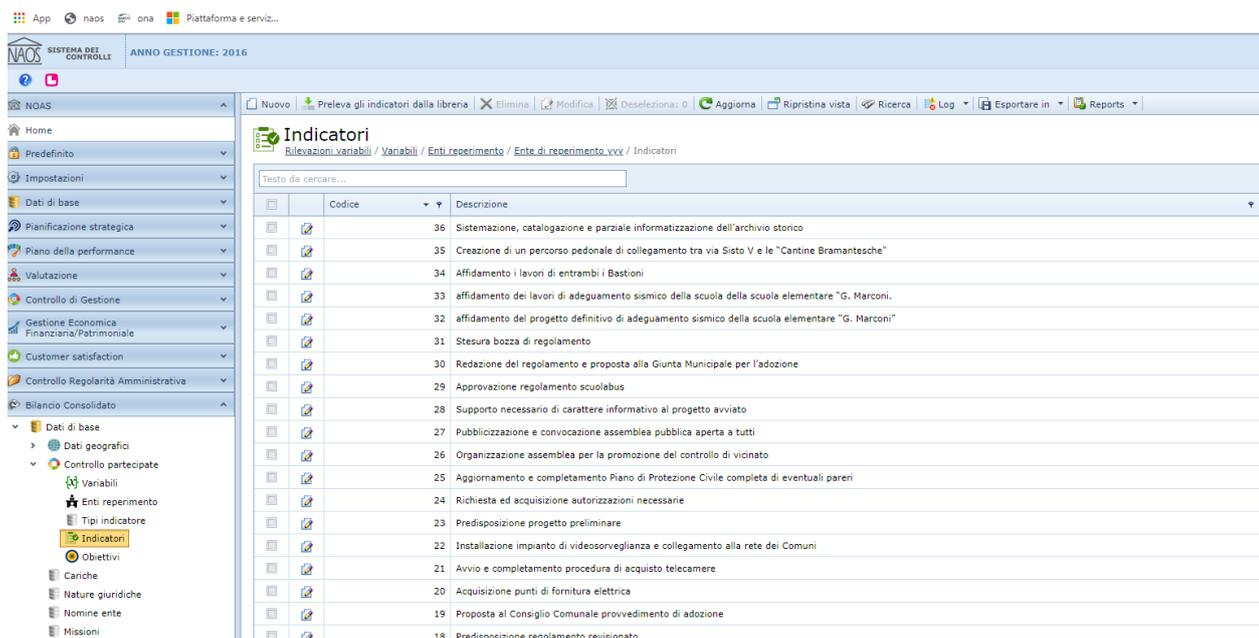 App naos ona Piattaforma e serviz...
NAOS SISTEMA DEI CONTROLLI ANNO GESTIONE: 2016
NOAS
Home
Predefinito
Impostazioni
Dati di base
Pianificazione strategica
Piano della performance
Valutazione
Controllo di Gestione
Gestione Economica
Finanziaria/Patrimoniale
Customer satisfaction
Controllo Regolarità Amministrativa
Bilancio Consolidato
Dati di base
Dati geografici
Controllo partecipate
Variabili
Enti reperimento
Tipi indicatore
Indicatori
Obiettivi
Cariche
Nature giuridiche
Nomine ente
Missioni
Nuovo Preleva gli indicatori dalla libreria Elimina Modifica Deseleziona: 0 Aggiorna Ripristina vista Ricerca Log Esportare in Reports
Indicatori
Rilevazioni variabili / Variabili / Enti reperimento / Ente di reperimento yyy / Indicatori
Testo da cercare...
Codice Descrizione
36 Sistemazione, catalogazione e parziale informatizzazione dell'archivio storico
35 Creazione di un percorso pedonale di collegamento tra via Sisto V e le "Cantine Bramantesche"
34 Affidamento i lavori di entrambi i Bastioni
33 affidamento dei lavori di adeguamento sismico della scuola della scuola elementare "G. Marconi.
32 affidamento del progetto definitivo di adeguamento sismico della scuola elementare "G. Marconi"
31 Stesura bozza di regolamento
30 Redazione del regolamento e proposta alla Giunta Municipale per l'adozione
29 Approvazione regolamento scuolabus
28 Supporto necessario di carattere informativo al progetto avviato
27 Pubblicizzazione e convocazione assemblea pubblica aperta a tutti
26 Organizzazione assemblea per la promozione del controllo di vicinato
25 Aggiornamento e completamento Piano di Protezione Civile completa di eventuali pareri
24 Richiesta ed acquisizione autorizzazioni necessarie
23 Predisposizione progetto preliminare
22 Installazione impianto di videosorveglianza e collegamento alla rete dei Comuni
21 Avvio e completamento procedura di acquisto telecamere
20 Acquisizione punti di fornitura elettrica
19 Proposta al Consiglio Comunale provvedimento di adozione
18 Predisposizione regolamento revisionato